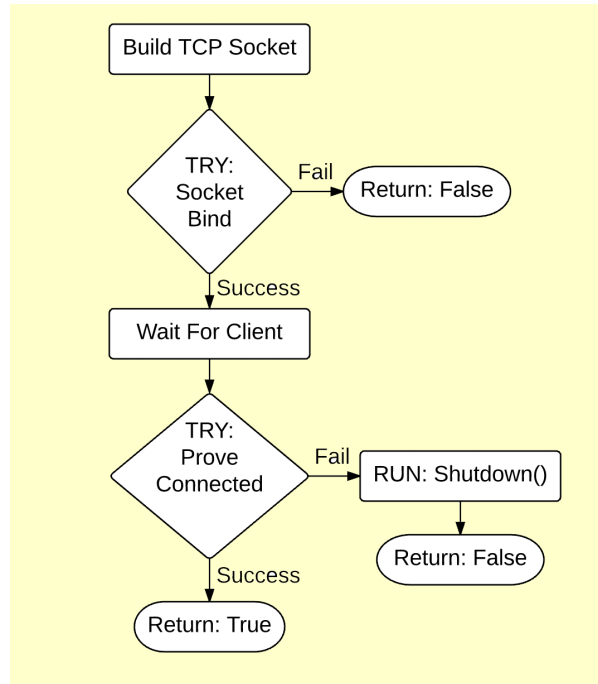 Build TCP Socket
TRY:
Socket
Bind
Fail
Return: False
Success
Wait For Client
TRY:
Prove
Connected
Fail
RUN: Shutdown()
Return: False
Success
Return: True